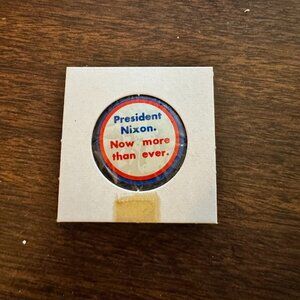 President
Nixon.
Now more
than ever.